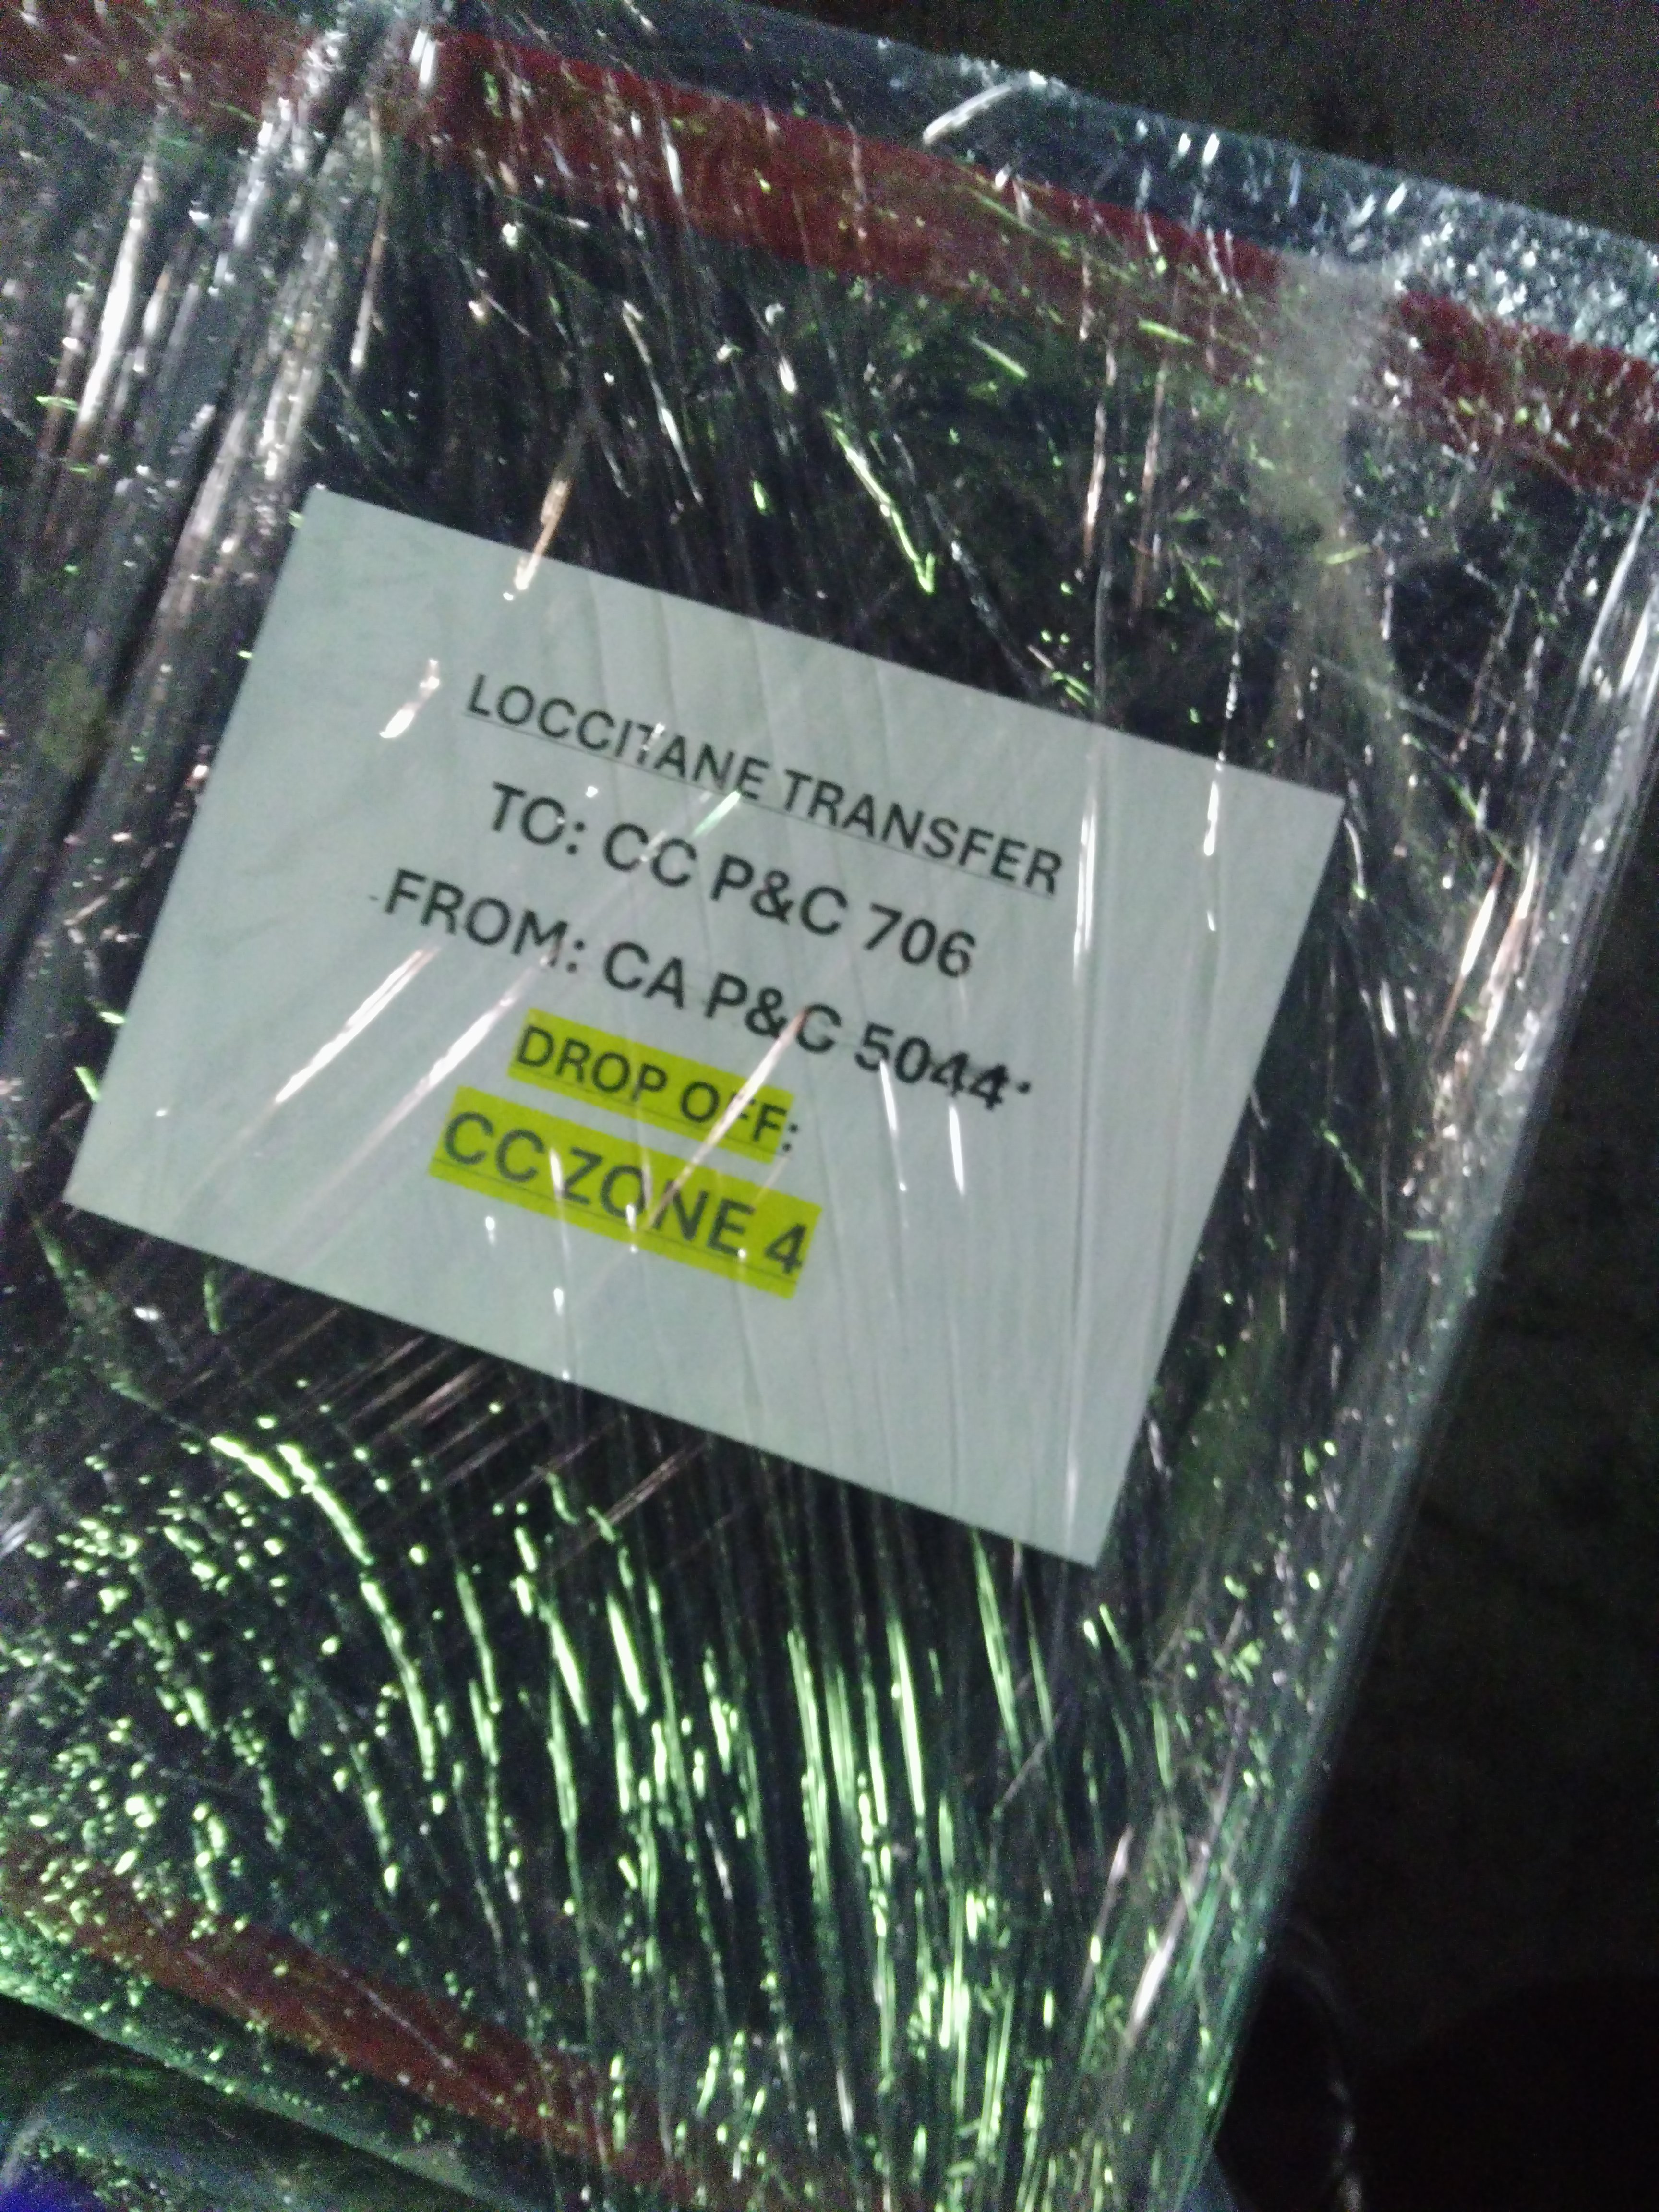 LOCCITANE TRANSFER
TO: CC P&C 706
FROM: CA P&C 5044
DROP OFF:
CC ZONE 4